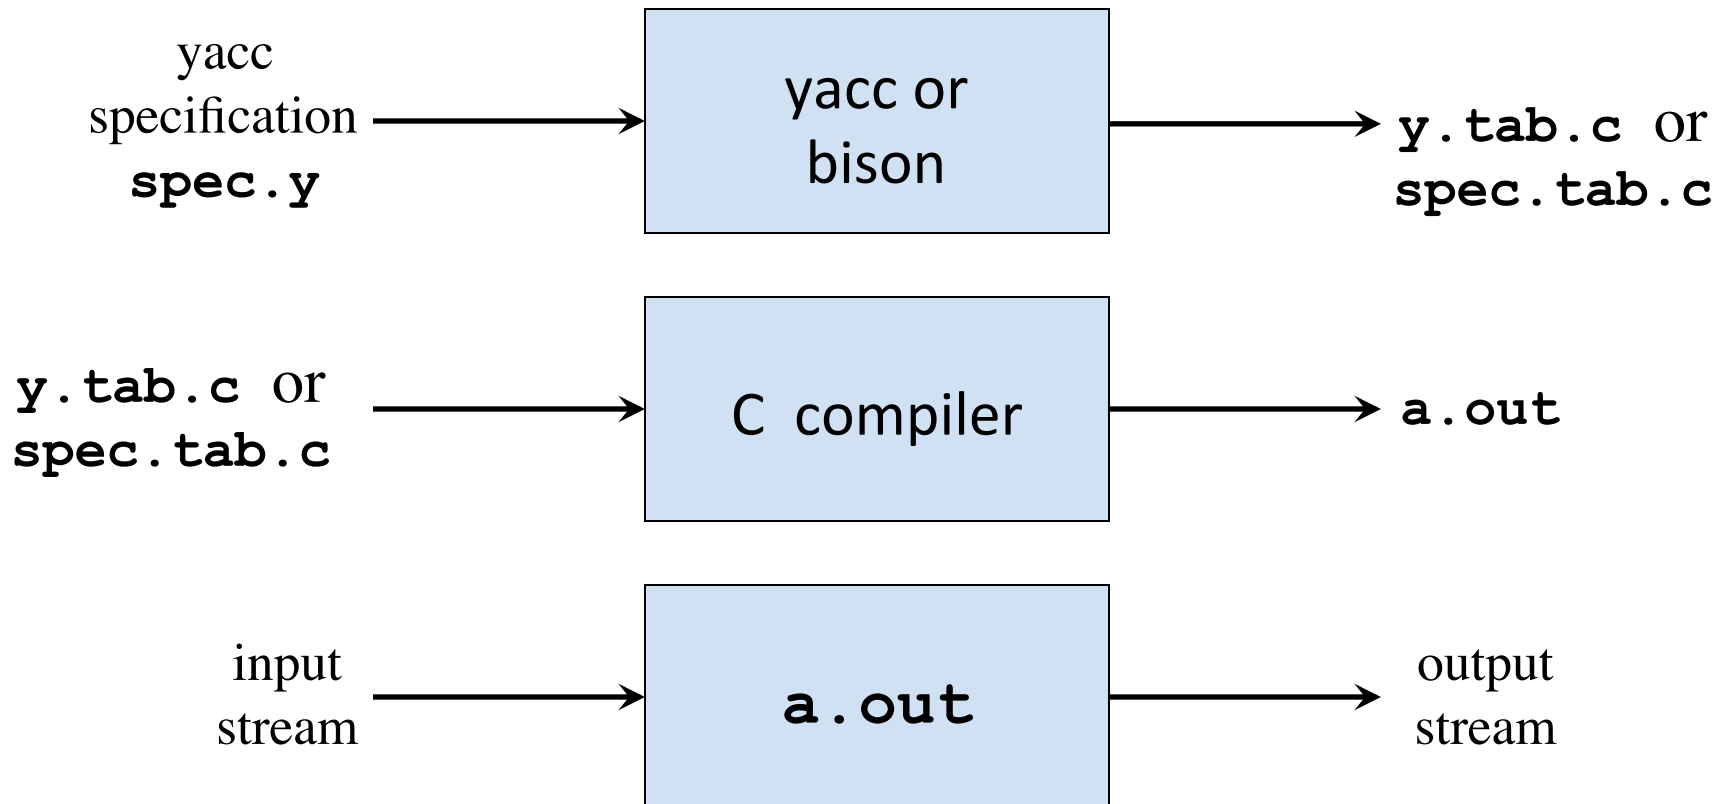 yacc
specification
spec.y
yacc or
bison
y.tab.c or
spec.tab.c
y.tab.c or
spec.tab.c
C compiler
a.out
input
stream
a.out
output
stream